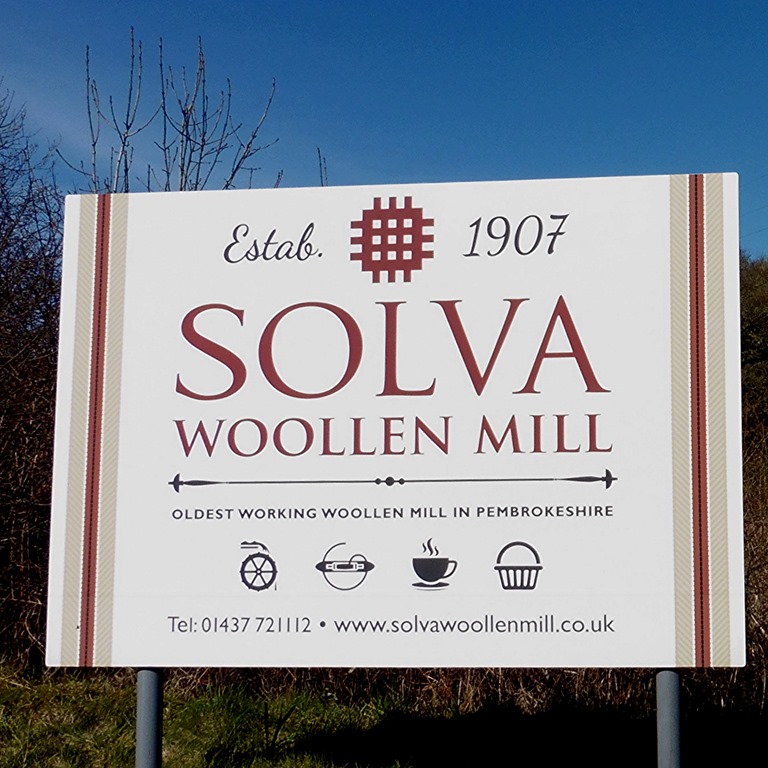 Estab. 1907
SOLVA
WOOLLEN MILL
OLDEST WORKING WOOLLEN MILL IN PEMBROKESHIRE
Tel: 01437 721112 • www.solvawoollenmill.co.uk